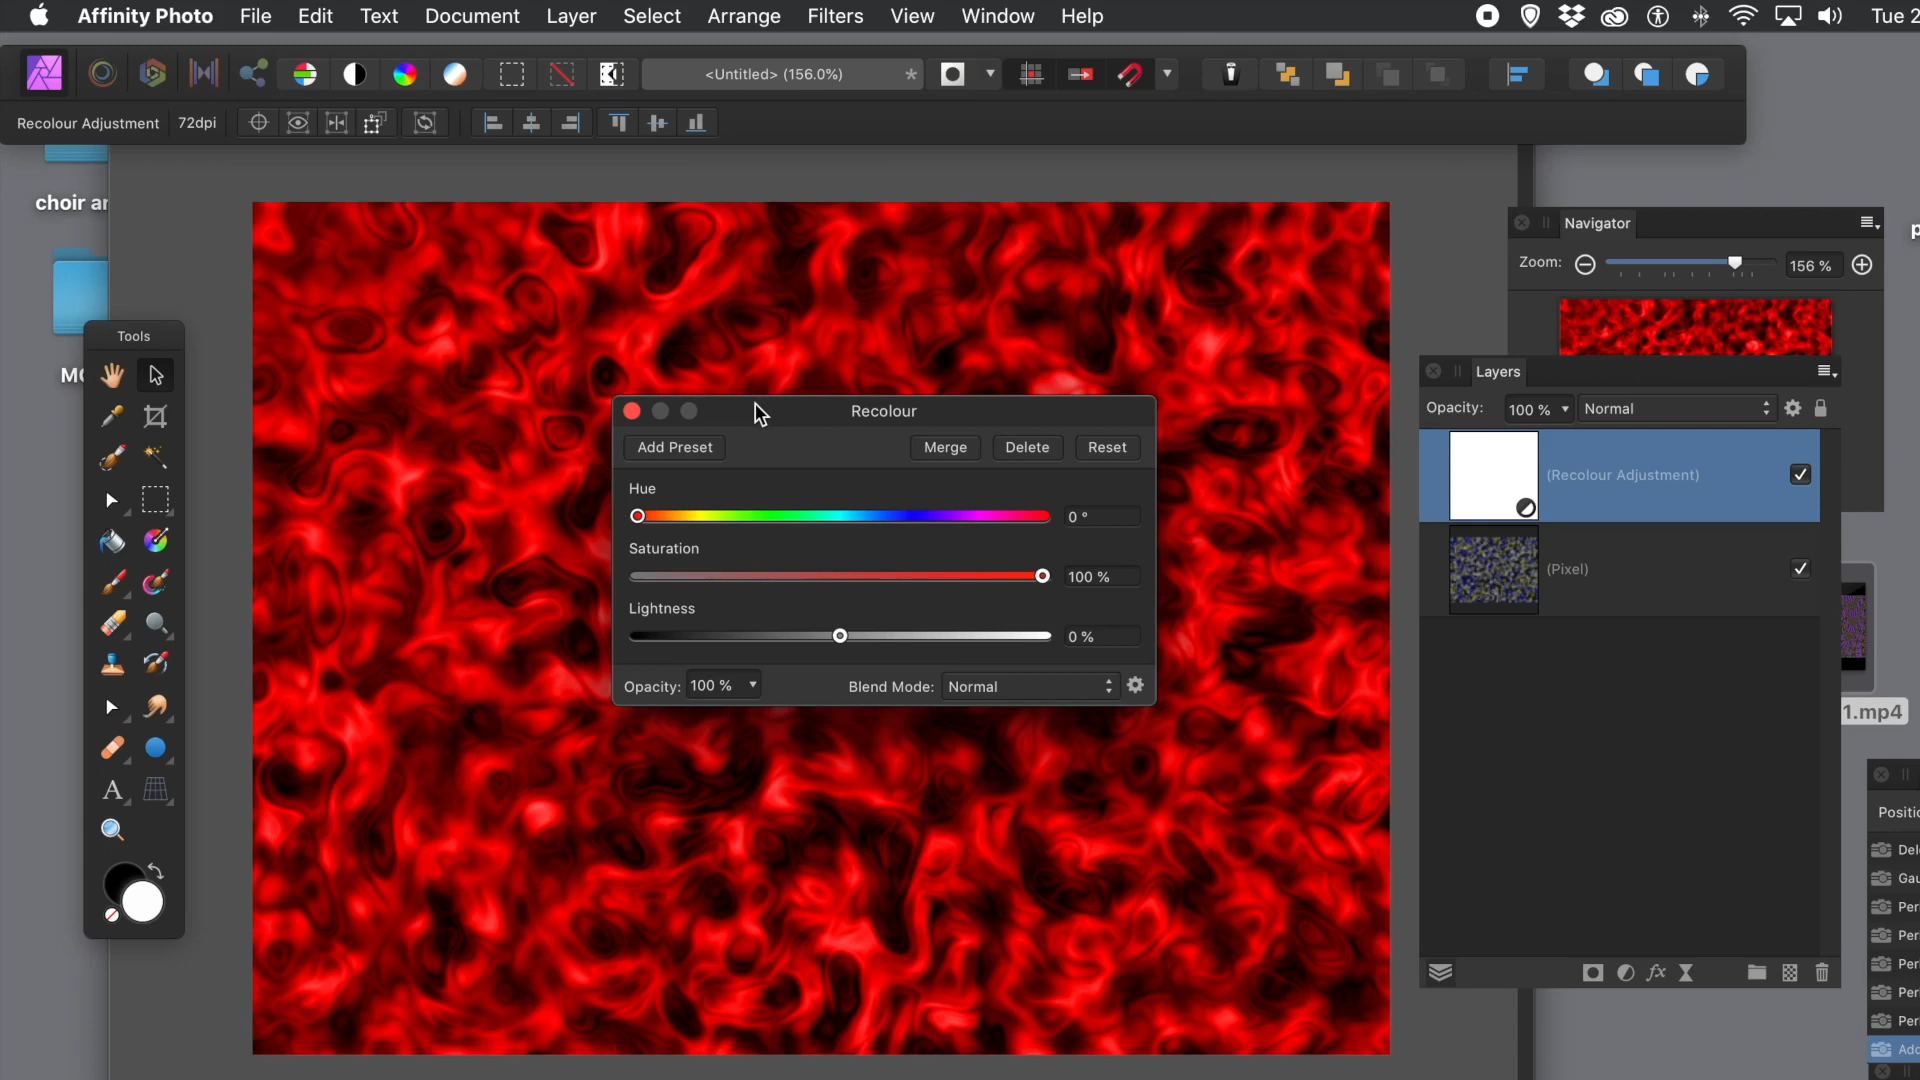 Affinity Photo File Edit Text Document Layer Select Arrange Filters View Window Help Tue 2
<Untitled> (156.0%) *
Recolour Adjustment 72dpi
choir ar
Navigator
Zoom: 156 %
Tools
Layers
Opacity: 100 % Normal
(Recolour Adjustment)
(Pixel)
Recolour
Add Preset Merge Delete Reset
Hue
0 °
Saturation
100 %
Lightness
0 %
Opacity: 100 % Blend Mode: Normal
1.mp4
Positio
Del
Gau
Per
Per
Per
Per
Per
Add